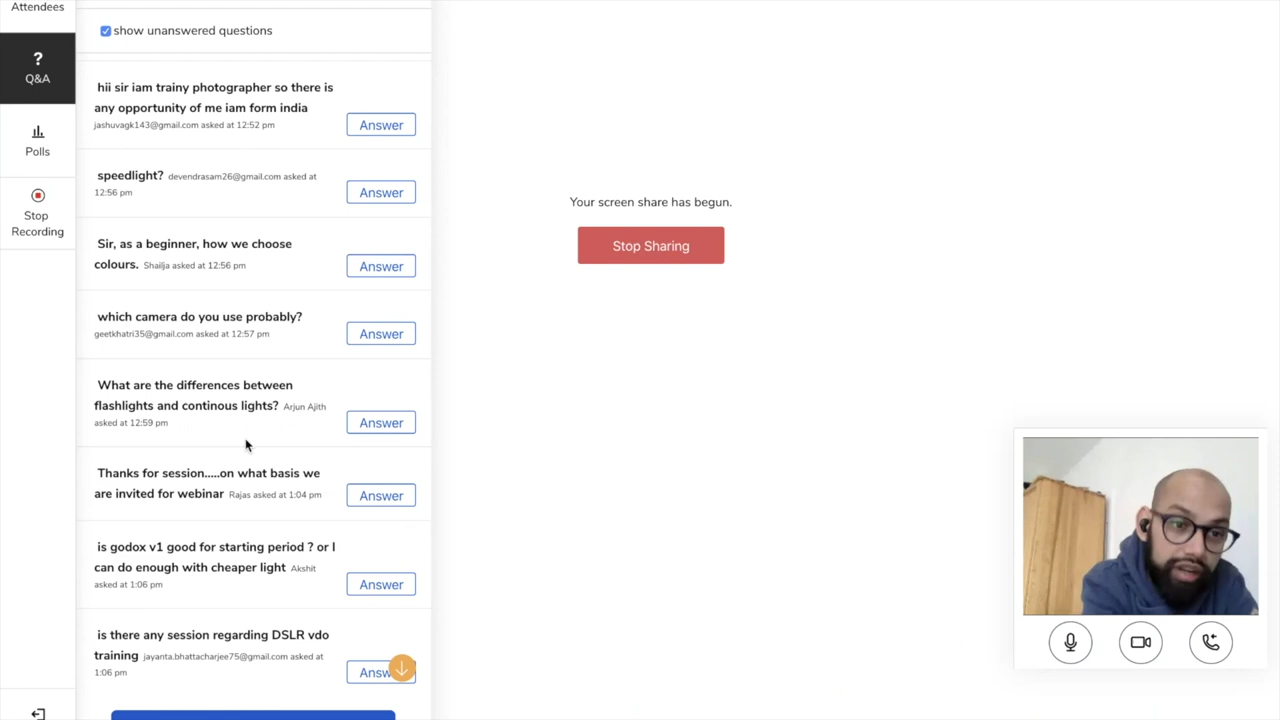 Attendees
?
Q&A
Polls
Stop
Recording
show unanswered questions
hii sir iam trainy photographer so there is
any opportunity of me iam form india
jashuvagk143@gmail.com asked at 12:52 pm
Answer
speedlight? devendrasam26@gmail.com asked at
12:56 pm
Answer
Sir, as a beginner, how we choose
colours. Shailja asked at 12:56 pm
Answer
which camera do you use probably?
geetkhatri35@gmail.com asked at 12:57 pm
Answer
What are the differences between
flashlights and continous lights? Arjun Ajith
asked at 12:59 pm
Answer
Thanks for session.....on what basis we
are invited for webinar Rajas asked at 1:04 pm
Answer
is godox v1 good for starting period ? or I
can do enough with cheaper light Akshit
asked at 1:06 pm
Answer
is there any session regarding DSLR vdo
training jayanta.bhattacharjee75@gmail.com asked at
1:06 pm
Answ
Your screen share has begun.
Stop Sharing